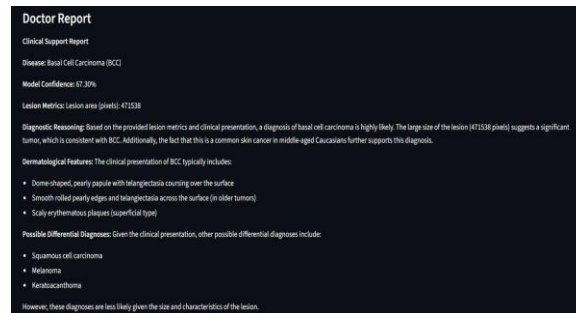 Doctor Report
Clinical Support Report
Disease: Basal Cell Carcinoma (BCC)
Model Confidence: 67.30%
Lesion Metrics: Lesion area (pixels): 471538
Diagnostic Reasoning: Based on the provided lesion metrics and clinical presentation, a diagnosis of basal cell carcinoma is highly likely. The large size of the lesion (471538 pixels) suggests a significant
tumor, which is consistent with BCC. Additionally, the fact that this is a common skin cancer in middle-aged Caucasians further supports this diagnosis.
Dermatological Features: The clinical presentation of BCC typically includes:
• Dome-shaped, pearly papule with telangiectasia coursing over the surface
• Smooth rolled pearly edges and telangiectasia across the surface (in older tumors)
• Scaly erythematous plaques (superficial type)
Possible Differential Diagnoses: Given the clinical presentation, other possible differential diagnoses include:
• Squamous cell carcinoma
• Melanoma
• Keratoacanthoma
However, these diagnoses are less likely given the size and characteristics of the lesion.